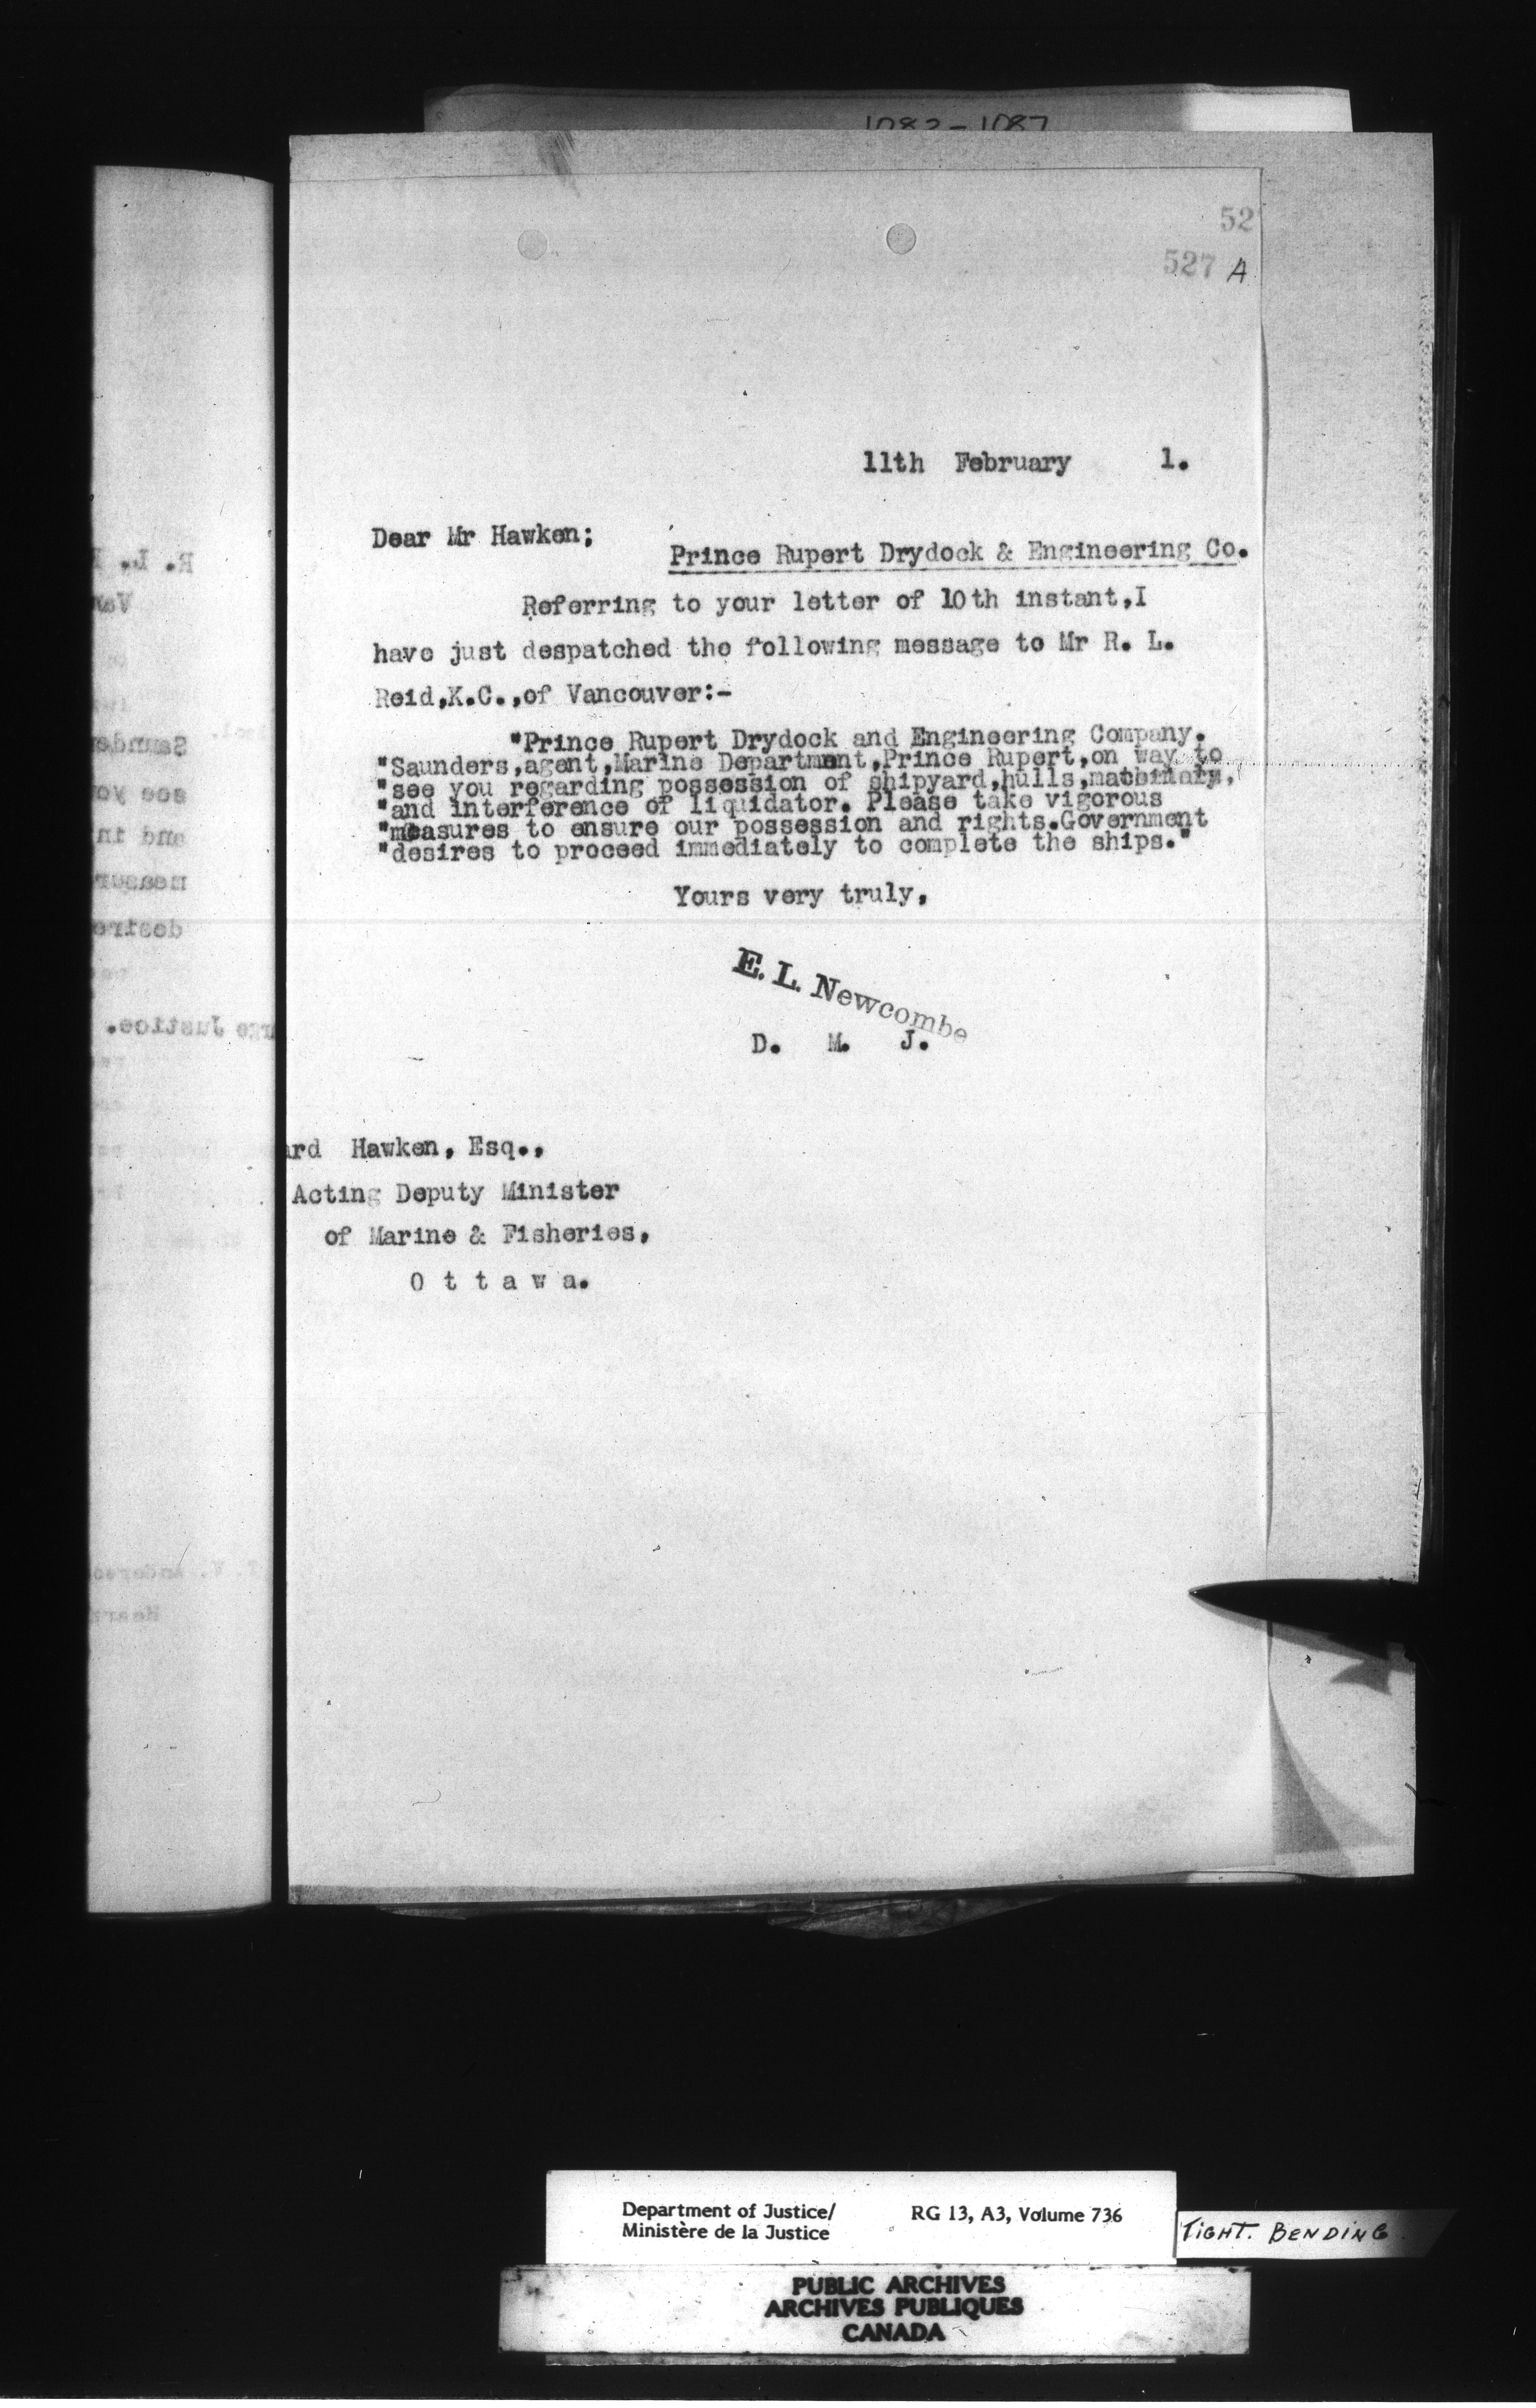 52
527 A
11th February 1.
Dear Mr Hawken;
Prince Rupert Drydock & Engineering Co.
Referring to your letter of 10th instant,I
have just despatched the following message to Mr R. L.
Reid,K.C.,of Vancouver:-
"Prince Rupert Drydock and Engineering Company.
"Saunders,agent,Marine Department,Prince Rupert,on way to
"see you regarding possession of shipyard,hulls,machinary,
"and interference of liquidator. Please take vigorous
"measures to ensure our possession and rights.Government
"desires to proceed immediately to complete the ships."
Yours very truly,
E. L. Newcombe
D. M. J.
ard Hawken, Esq.,
Acting Deputy Minister
of Marine & Fisheries,
O t t a w a.
Department of Justice/
Ministère de la Justice
RG 13, A3, Volume 736
TIGHT. BENDING
PUBLIC ARCHIVES
ARCHIVES PUBLIQUES
CANADA